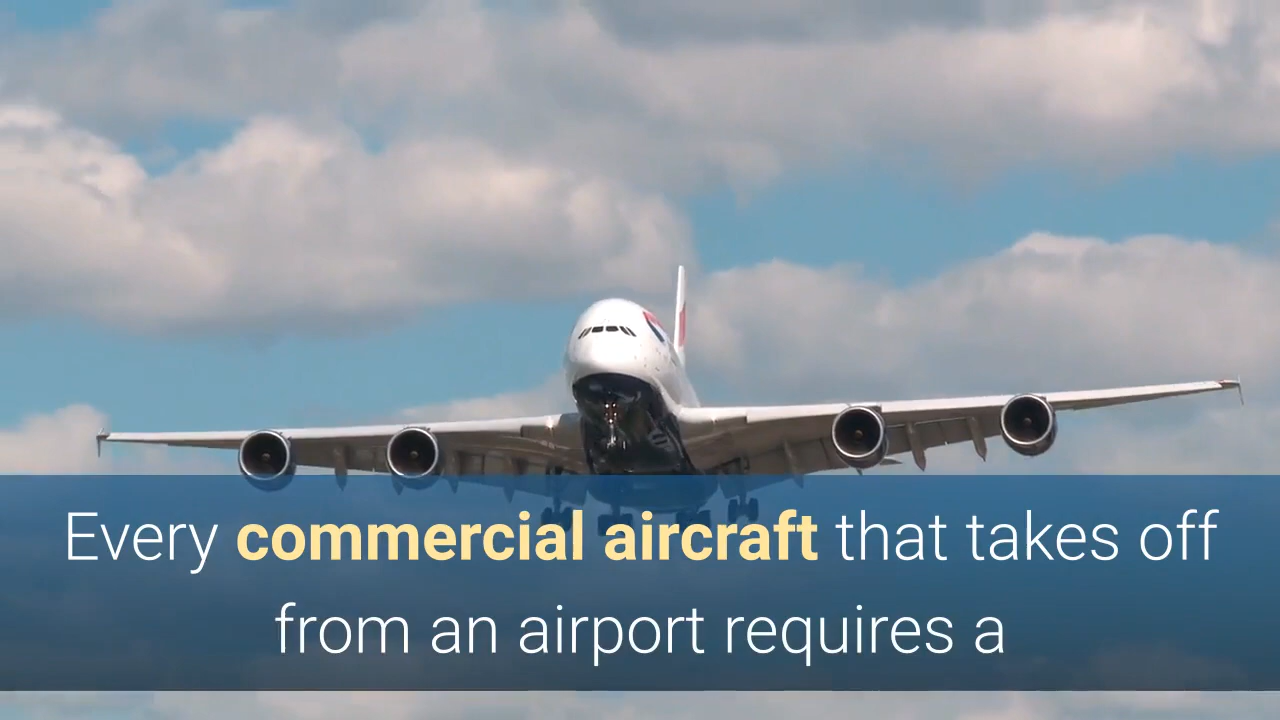 Every commercial aircraft that takes off
from an airport requires a